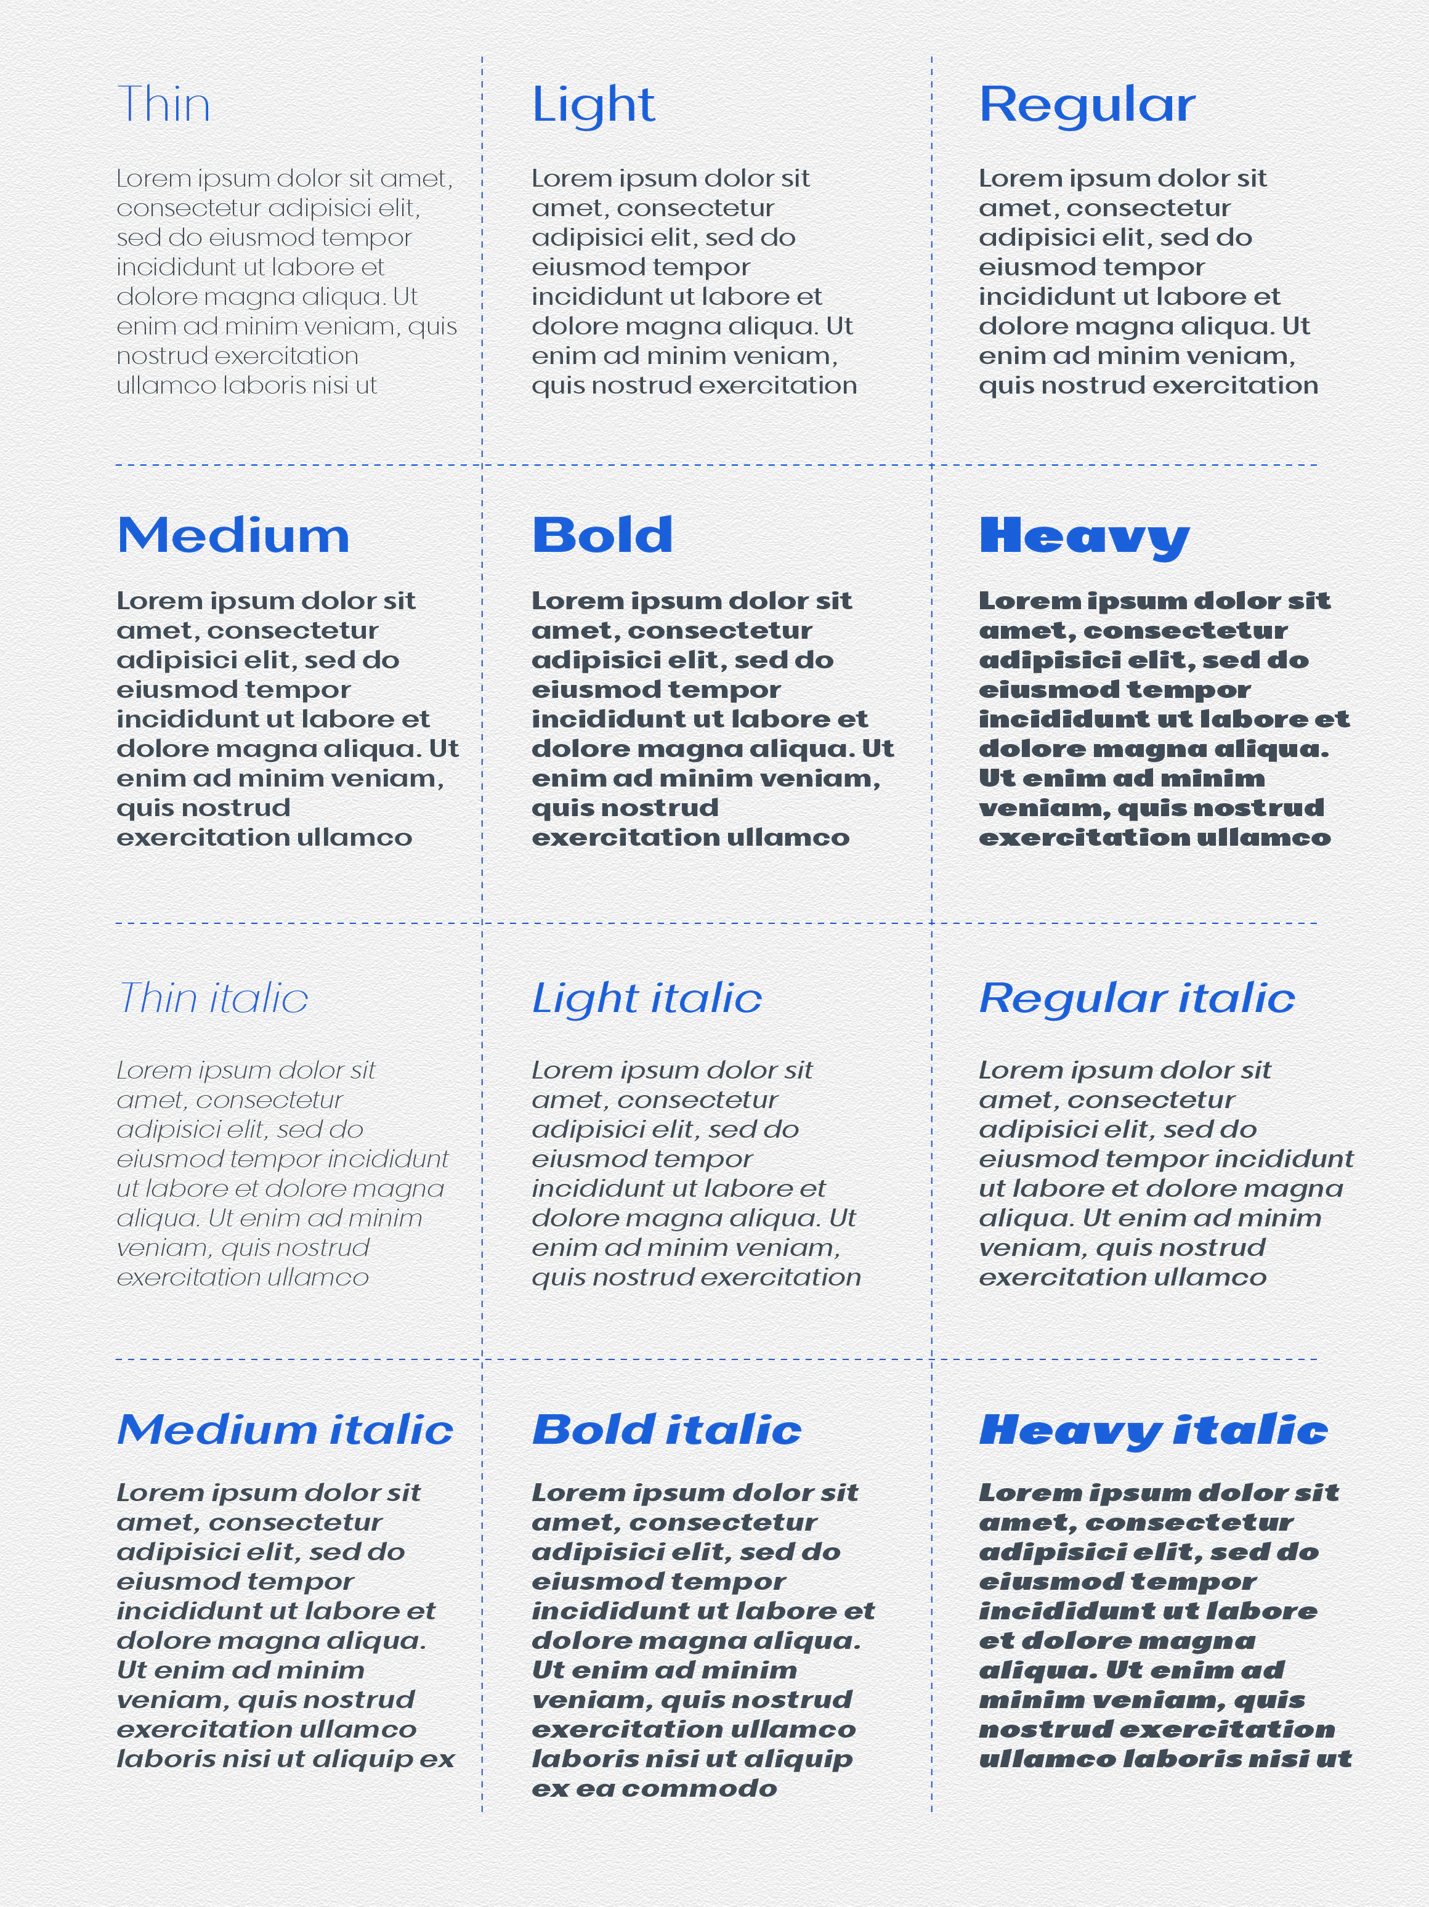 Thin
Lorem ipsum dolor sit amet,
consectetur adipisici elit,
sed do eiusmod tempor
incididunt ut labore et
dolore magna aliqua. Ut
enim ad minim veniam, quis
nostrud exercitation
ullamco laboris nisi ut
Light
Lorem ipsum dolor sit
amet, consectetur
adipisici elit, sed do
eiusmod tempor
incididunt ut labore et
dolore magna aliqua. Ut
enim ad minim veniam,
quis nostrud exercitation
Regular
Lorem ipsum dolor sit
amet, consectetur
adipisici elit, sed do
eiusmod tempor
incididunt ut labore et
dolore magna aliqua. Ut
enim ad minim veniam,
quis nostrud exercitation
Medium
Lorem ipsum dolor sit
amet, consectetur
adipisici elit, sed do
eiusmod tempor
incididunt ut labore et
dolore magna aliqua. Ut
enim ad minim veniam,
quis nostrud
exercitation ullamco
Bold
Lorem ipsum dolor sit
amet, consectetur
adipisici elit, sed do
eiusmod tempor
incididunt ut labore et
dolore magna aliqua. Ut
enim ad minim veniam,
quis nostrud
exercitation ullamco
Heavy
Lorem ipsum dolor sit
amet, consectetur
adipisici elit, sed do
eiusmod tempor
incididunt ut labore et
dolore magna aliqua.
Ut enim ad minim
veniam, quis nostrud
exercitation ullamco
Thin italic
Lorem ipsum dolor sit
amet, consectetur
adipisici elit, sed do
eiusmod tempor incididunt
ut labore et dolore magna
aliqua. Ut enim ad minim
veniam, quis nostrud
exercitation ullamco
Light italic
Lorem ipsum dolor sit
amet, consectetur
adipisici elit, sed do
eiusmod tempor
incididunt ut labore et
dolore magna aliqua. Ut
enim ad minim veniam,
quis nostrud exercitation
Regular italic
Lorem ipsum dolor sit
amet, consectetur
adipisici elit, sed do
eiusmod tempor incididunt
ut labore et dolore magna
aliqua. Ut enim ad minim
veniam, quis nostrud
exercitation ullamco
Medium italic
Lorem ipsum dolor sit
amet, consectetur
adipisici elit, sed do
eiusmod tempor
incididunt ut labore et
dolore magna aliqua.
Ut enim ad minim
veniam, quis nostrud
exercitation ullamco
laboris nisi ut aliquip ex
Bold italic
Lorem ipsum dolor sit
amet, consectetur
adipisici elit, sed do
eiusmod tempor
incididunt ut labore et
dolore magna aliqua.
Ut enim ad minim
veniam, quis nostrud
exercitation ullamco
laboris nisi ut aliquip
ex ea commodo
Heavy italic
Lorem ipsum dolor sit
amet, consectetur
adipisici elit, sed do
eiusmod tempor
incididunt ut labore
et dolore magna
aliqua. Ut enim ad
minim veniam, quis
nostrud exercitation
ullamco laboris nisi ut